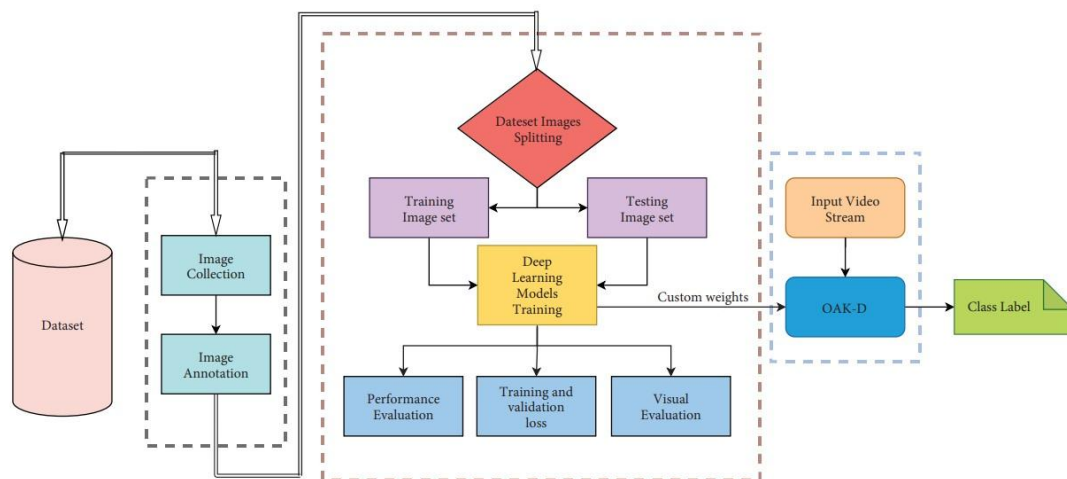 Dataset
Image
Collection
Image
Annotation
Dateset Images
Splitting
Training
Image set
Testing
Image set
Deep
Learning
Models
Training
Performance
Evaluation
Training and
validation
loss
Visual
Evaluation
Custom weights
Input Video
Stream
OAK-D
Class Label